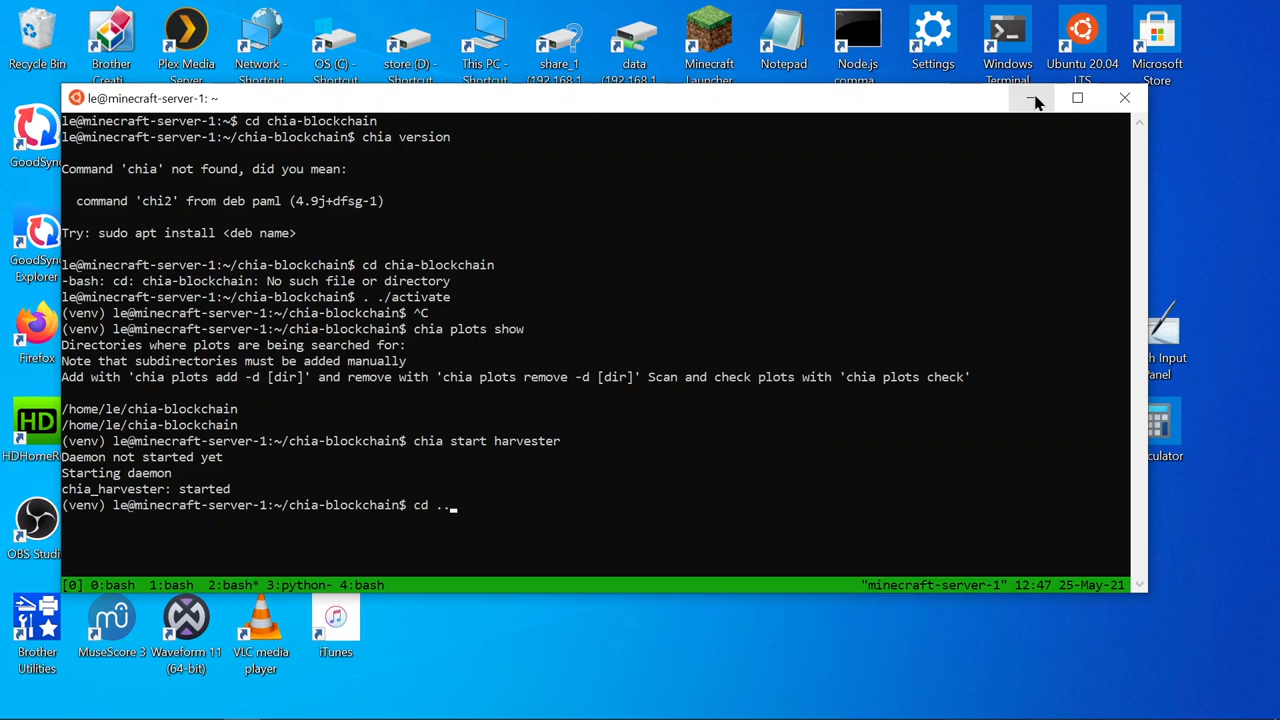 Recycle Bin
Brother
Creati...
Plex Media
Server
Network -
Shortcut
OS (C) -
Shortcut
store (D) -
Shortcut
This PC -
Shortcut
share_1
(192.168.1...
data
(192.168.1...
Minecraft
Launcher
Notepad
Node.js
comma...
Settings
Windows
Terminal
Ubuntu 20.04
LTS
Microsoft
Store
le@minecraft-server-1: ~
le@minecraft-server-1:~$ cd chia-blockchain
le@minecraft-server-1:~/chia-blockchain$ chia version
Command 'chia' not found, did you mean:
command 'chi2' from deb paml (4.9j+dfsg-1)
Try: sudo apt install <deb name>
le@minecraft-server-1:~/chia-blockchain$ cd chia-blockchain
-bash: cd: chia-blockchain: No such file or directory
le@minecraft-server-1:~/chia-blockchain$ . ./activate
(venv) le@minecraft-server-1:~/chia-blockchain$ ^C
(venv) le@minecraft-server-1:~/chia-blockchain$ chia plots show
Directories where plots are being searched for:
Note that subdirectories must be added manually
Add with 'chia plots add -d [dir]' and remove with 'chia plots remove -d [dir]' Scan and check plots with 'chia plots check'
/home/le/chia-blockchain
/home/le/chia-blockchain
(venv) le@minecraft-server-1:~/chia-blockchain$ chia start harvester
Daemon not started yet
Starting daemon
chia_harvester: started
(venv) le@minecraft-server-1:~/chia-blockchain$ cd ..
[0] 0:bash  1:bash  2:bash* 3:python- 4:bash
"minecraft-server-1" 12:47 25-May-21
GoodSync
GoodSync
Explorer
Firefox
HD
HDHomeR
OBS Studi
h Input
Panel
culator
Brother
Utilities
MuseScore 3
Waveform 11
(64-bit)
VLC media
player
iTunes